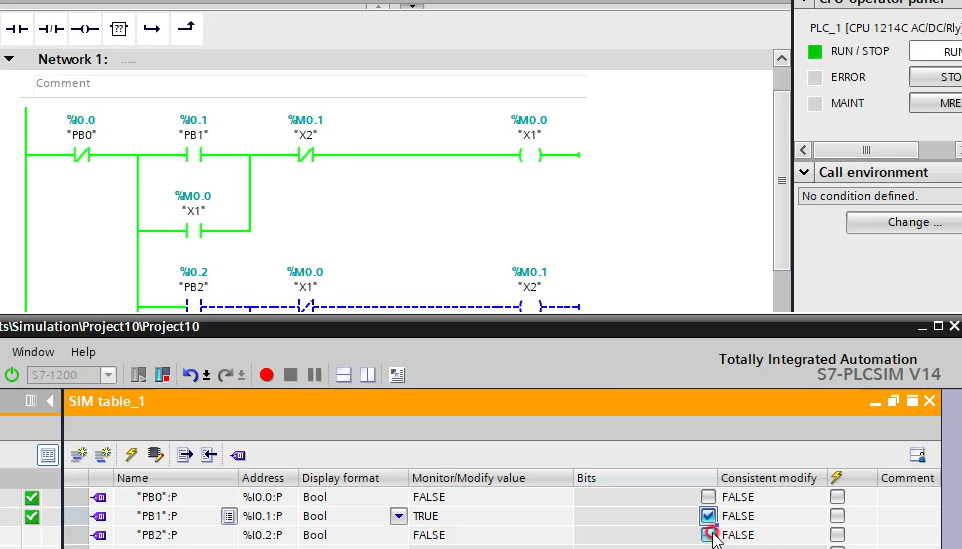 CPU operator panel
PLC_1 [CPU 1214C AC/DC/Rly]
RUN / STOP
RUN
ERROR
STO
MAINT
MRE
[??]
Network 1: .....
Comment
%I0.0 %I0.1 %M0.1 %M0.0
"PB0" "PB1" "X2" "X1"
%M0.0
"X1"
%I0.2 %M0.0 %M0.1
"PB2" "X1" "X2"
Call environment
No condition defined.
Change ...
ts\Simulation\Project10\Project10
Window Help
Totally Integrated Automation
S7-PLCSIM V14
S7-1200
SIM table_1
Name Address Display format Monitor/Modify value Bits Consistent modify Comment
"PB0":P %I0.0:P Bool FALSE FALSE
"PB1":P %I0.1:P Bool TRUE FALSE
"PB2":P %I0.2:P Bool FALSE FALSE